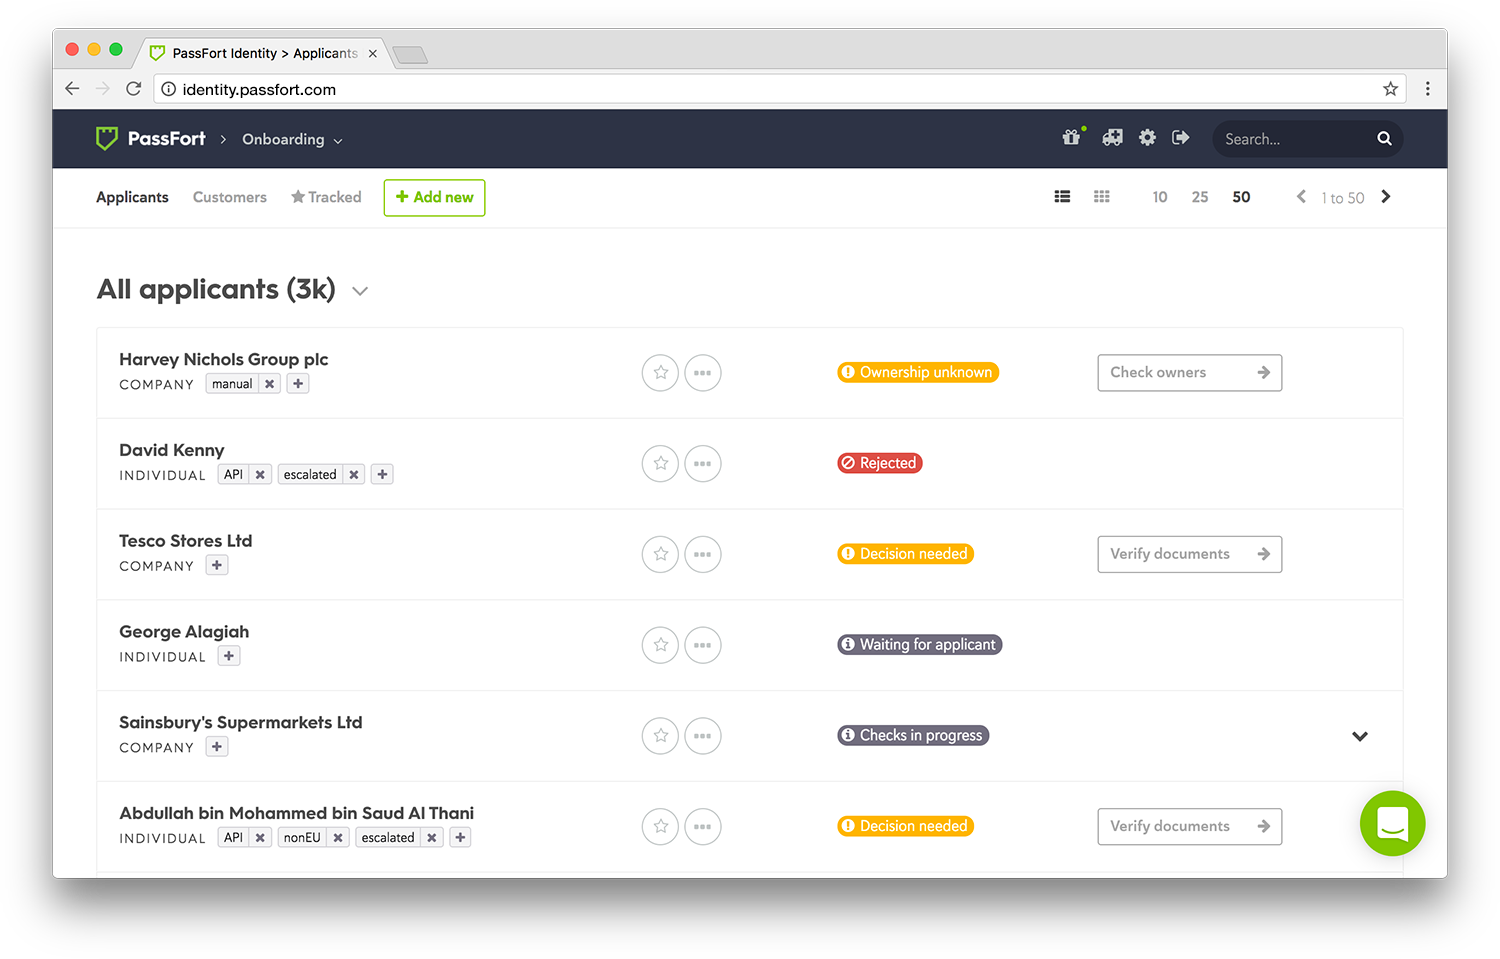 PassFort Identity > Applicants
identity.passfort.com
PassFort > Onboarding
Search...
Applicants Customers Tracked + Add new 10 25 50 1 to 50
All applicants (3k)
Harvey Nichols Group plc
COMPANY manual × +
Ownership unknown
Check owners →
David Kenny
INDIVIDUAL API × escalated × +
Rejected
Tesco Stores Ltd
COMPANY +
Decision needed
Verify documents →
George Alagiah
INDIVIDUAL +
Waiting for applicant
Sainsbury's Supermarkets Ltd
COMPANY +
Checks in progress
Abdullah bin Mohammed bin Saud Al Thani
INDIVIDUAL API × nonEU × escalated × +
Decision needed
Verify documents →